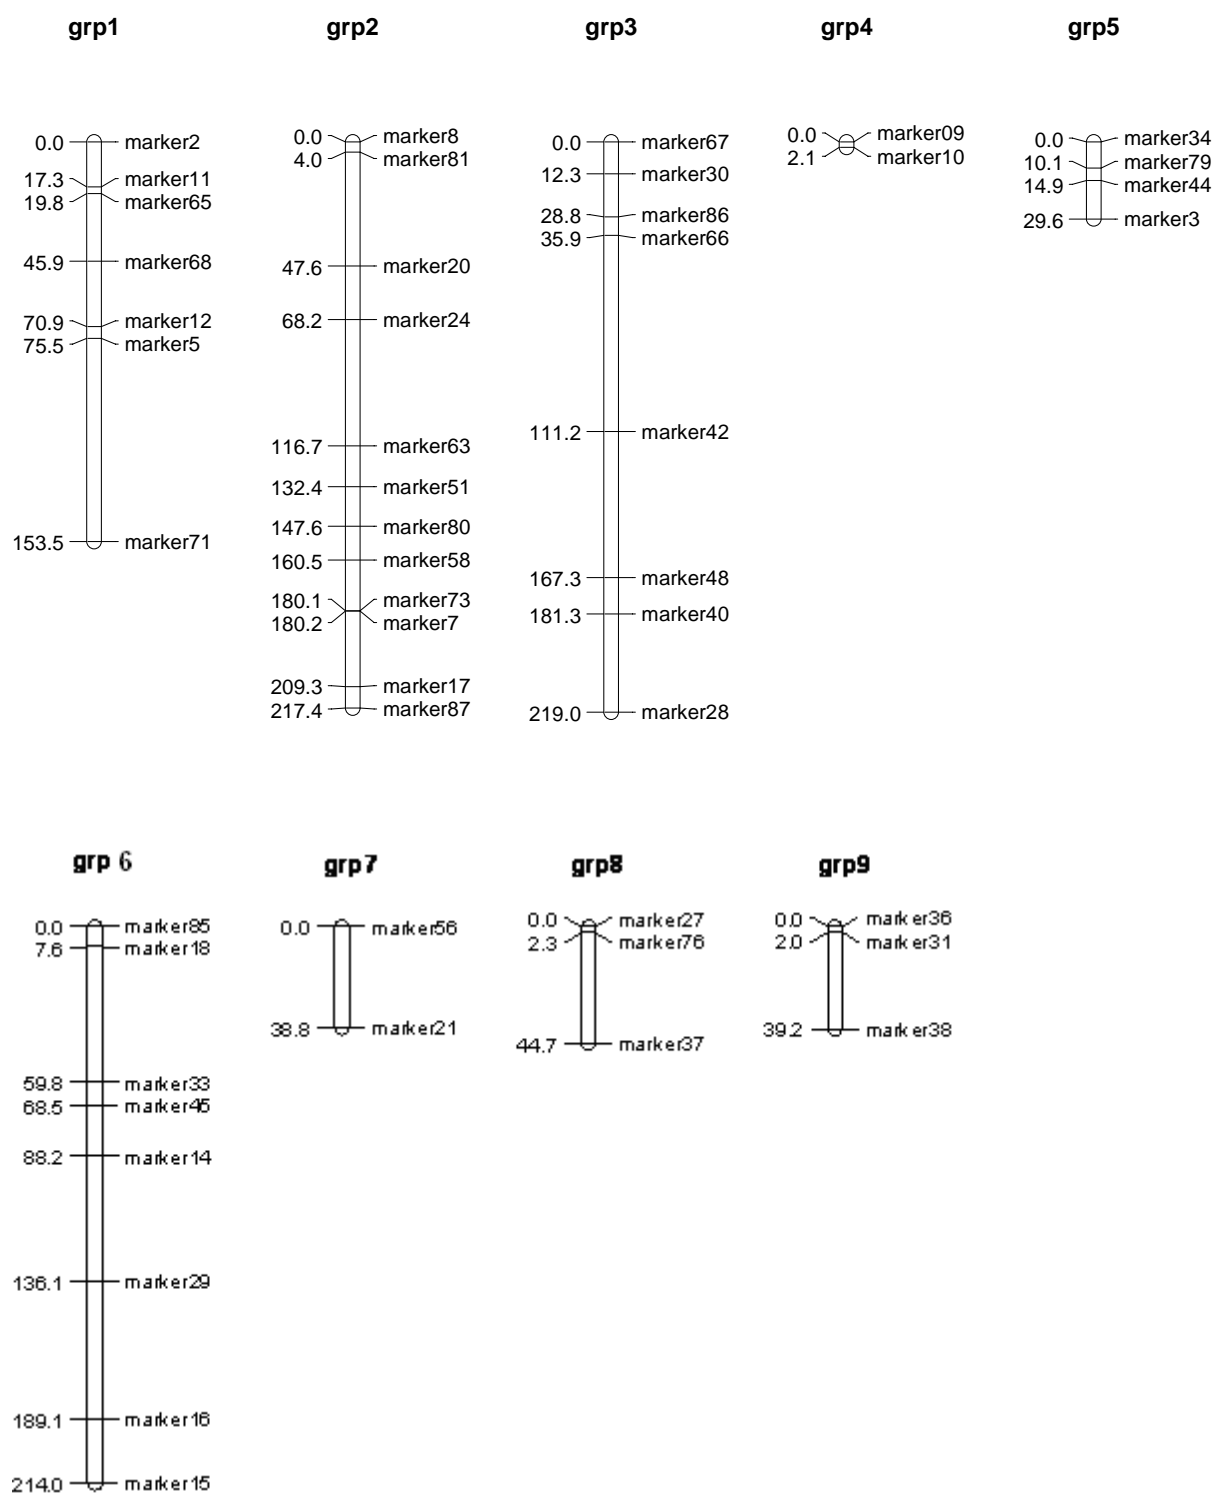 grp1
0.0 marker2
17.3 marker11
19.8 marker65
45.9 marker68
70.9 marker12
75.5 marker5
153.5 marker71
grp2
0.0 marker8
4.0 marker81
47.6 marker20
68.2 marker24
116.7 marker63
132.4 marker51
147.6 marker80
160.5 marker58
180.1 marker73
180.2 marker7
209.3 marker17
217.4 marker87
grp3
0.0 marker67
12.3 marker30
28.8 marker86
35.9 marker66
111.2 marker42
167.3 marker48
181.3 marker40
219.0 marker28
grp4
0.0 marker09
2.1 marker10
grp5
0.0 marker34
10.1 marker79
14.9 marker44
29.6 marker3
grp 6
0.0 marker85
7.6 marker18
59.8 marker33
68.5 marker45
88.2 marker14
136.1 marker29
189.1 marker16
214.0 marker15
grp7
0.0 marker56
38.8 marker21
grp8
0.0 marker27
2.3 marker76
44.7 marker37
grp9
0.0 marker36
2.0 marker31
39.2 marker38